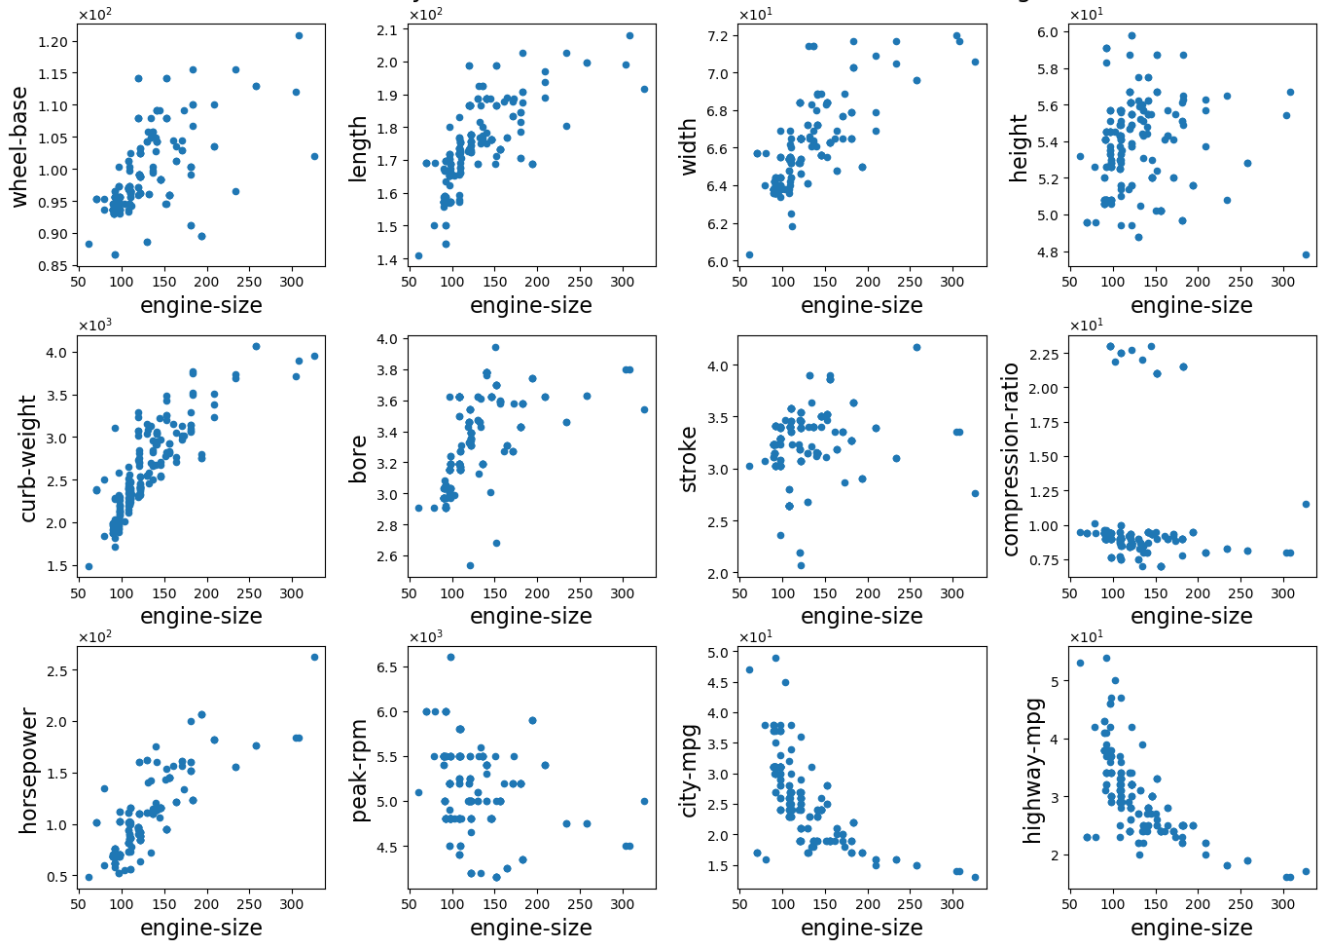 ×10²
1.20
1.15
1.10
1.05
1.00
0.95
0.90
0.85
50 100 150 200 250 300
wheel-base
engine-size
×10²
2.1
2.0
1.9
1.8
1.7
1.6
1.5
1.4
50 100 150 200 250 300
length
engine-size
×10¹
7.2
7.0
6.8
6.6
6.4
6.2
6.0
50 100 150 200 250 300
width
engine-size
×10¹
6.0
5.8
5.6
5.4
5.2
5.0
4.8
50 100 150 200 250 300
height
engine-size
×10³
4.0
3.5
3.0
2.5
2.0
1.5
50 100 150 200 250 300
curb-weight
engine-size
4.0
3.8
3.6
3.4
3.2
3.0
2.8
2.6
50 100 150 200 250 300
bore
engine-size
4.0
3.5
3.0
2.5
2.0
50 100 150 200 250 300
stroke
engine-size
×10¹
2.25
2.00
1.75
1.50
1.25
1.00
0.75
50 100 150 200 250 300
compression-ratio
engine-size
×10²
2.5
2.0
1.5
1.0
0.5
50 100 150 200 250 300
horsepower
engine-size
×10³
6.5
6.0
5.5
5.0
4.5
50 100 150 200 250 300
peak-rpm
engine-size
×10¹
5.0
4.5
4.0
3.5
3.0
2.5
2.0
1.5
50 100 150 200 250 300
city-mpg
engine-size
×10¹
5
4
3
2
50 100 150 200 250 300
highway-mpg
engine-size